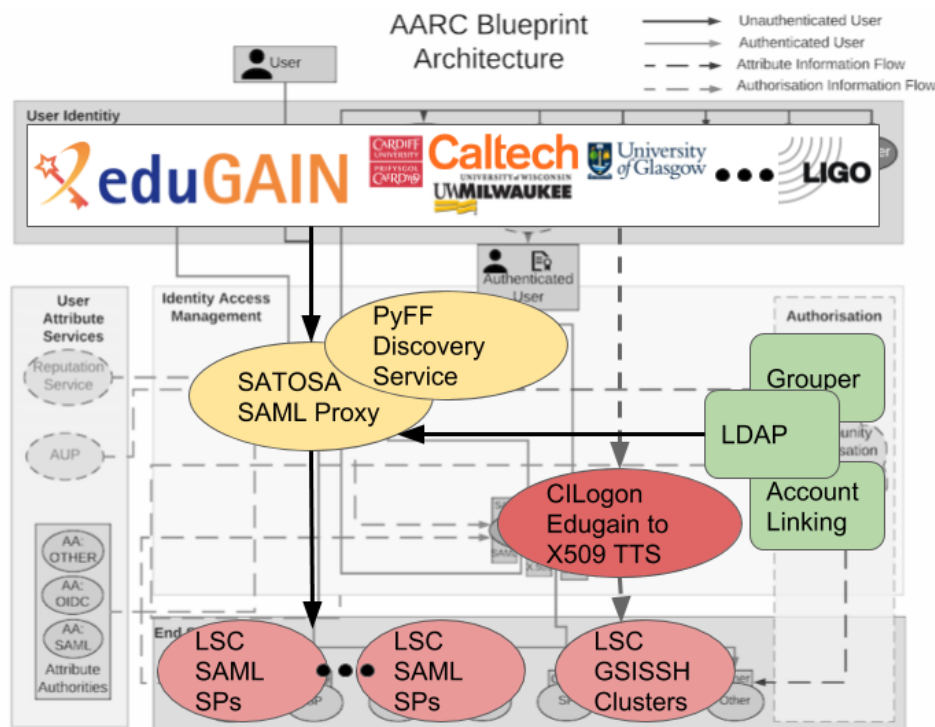 AARC Blueprint
Architecture
Unauthenticated User
Authenticated User
Attribute Information Flow
Authorisation Information Flow
User
User Identitiy
eduGAIN
CARDIFF
UNIVERSITY
PRIFYSGOL
CAERDYDD
Caltech
UNIVERSITY of WISCONSIN
UWMILWAUKEE
University
of Glasgow
LIGO
Authenticated
User
User
Attribute
Services
Reputation
Service
AUP
AA:
OTHER
AA:
OIDC
AA:
SAML
Attribute
Authorities
Identity Access
Management
PyFF
Discovery
Service
SATOSA
SAML Proxy
Authorisation
Grouper
LDAP
Account
Linking
CILogon
Edugain to
X509 TTS
SAML
End
LSC
SAML
SPs
LSC
SAML
SPs
LSC
GSISSH
Clusters
Other